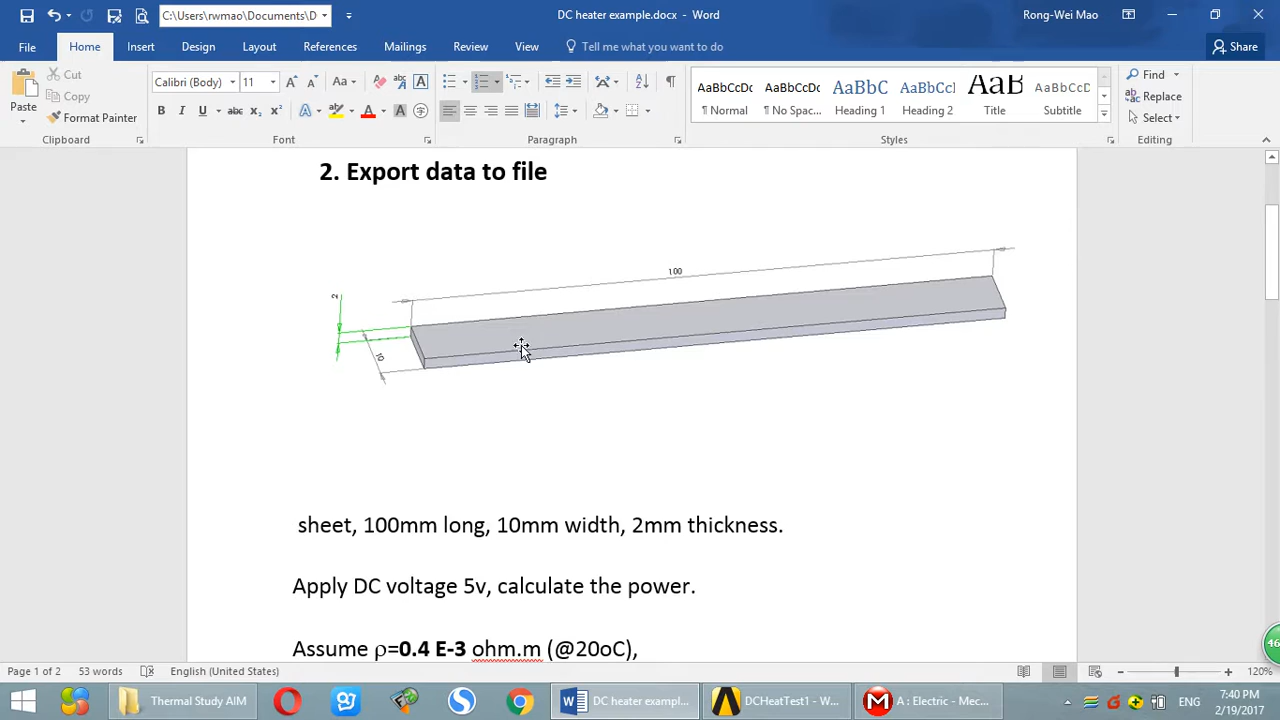 C:\Users\rwmao\Documents\D
DC heater example.docx - Word
Rong-Wei Mao
File
Home
Insert
Design
Layout
References
Mailings
Review
View
Tell me what you want to do
Share
Paste
Cut
Copy
Format Painter
Calibri (Body)
11
AaBbCcDc
¶ Normal
AaBbCcDc
¶ No Spac...
AaBbC
Heading 1
AaBbCcl
Heading 2
AaB
Title
AaBbCcDc
Subtitle
Find
Replace
Select
Clipboard
Font
Paragraph
Styles
Editing
2. Export data to file
100
2
10
sheet, 100mm long, 10mm width, 2mm thickness.
Apply DC voltage 5v, calculate the power.
Assume ρ=0.4 E-3 ohm.m (@20oC),
46
Page 1 of 2
53 words
English (United States)
120%
Thermal Study AIM
DC heater exampl...
DCHeatTest1 - W...
A : Electric - Mec...
ENG
7:40 PM
2/19/2017